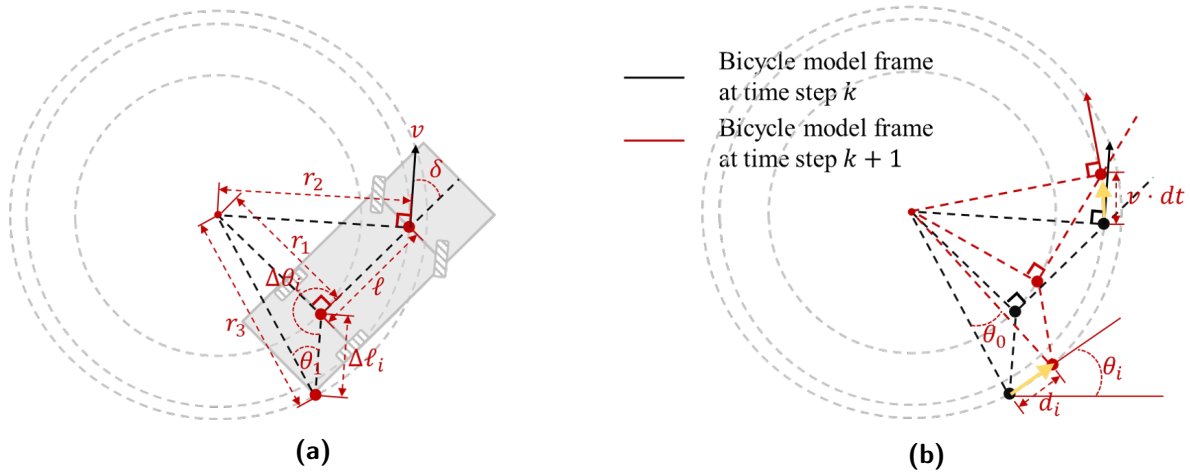 v
δ
r₂
r₁
Δθᵢ
ℓ
r₃
θ₁
Δℓᵢ
(a)
Bicycle model frame
at time step k
Bicycle model frame
at time step k + 1
v · dt
θ₀
θᵢ
dᵢ
(b)